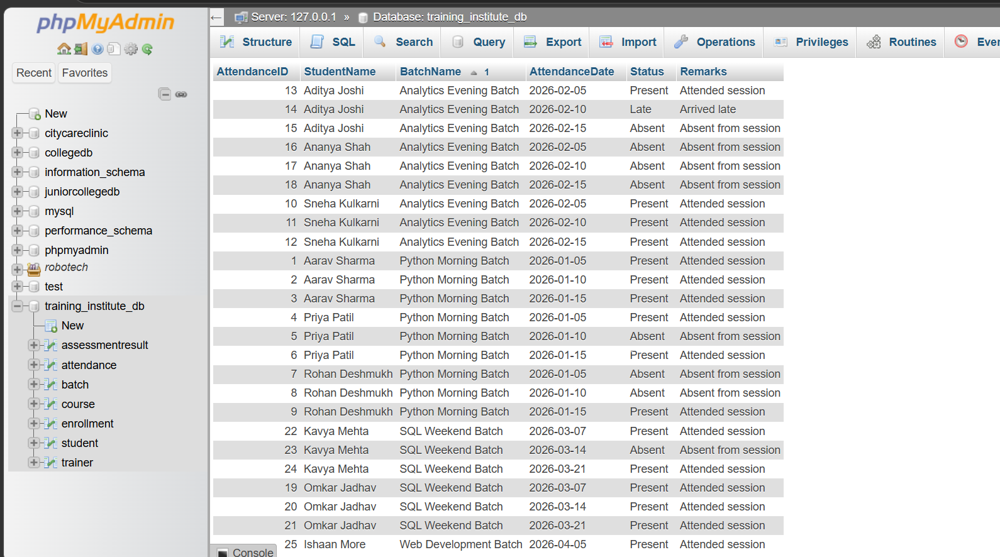 phpMyAdmin
Recent Favorites
New
citycareclinic
collegedb
information_schema
juniorcollegedb
mysql
performance_schema
phpmyadmin
robotech
test
training_institute_db
New
assessmentresult
attendance
batch
course
enrollment
student
trainer
Server: 127.0.0.1 » Database: training_institute_db
Structure SQL Search Query Export Import Operations Privileges Routines Ever
AttendanceID StudentName BatchName 1 AttendanceDate Status Remarks
13 Aditya Joshi Analytics Evening Batch 2026-02-05 Present Attended session
14 Aditya Joshi Analytics Evening Batch 2026-02-10 Late Arrived late
15 Aditya Joshi Analytics Evening Batch 2026-02-15 Absent Absent from session
16 Ananya Shah Analytics Evening Batch 2026-02-05 Absent Absent from session
17 Ananya Shah Analytics Evening Batch 2026-02-10 Absent Absent from session
18 Ananya Shah Analytics Evening Batch 2026-02-15 Absent Absent from session
10 Sneha Kulkarni Analytics Evening Batch 2026-02-05 Present Attended session
11 Sneha Kulkarni Analytics Evening Batch 2026-02-10 Present Attended session
12 Sneha Kulkarni Analytics Evening Batch 2026-02-15 Present Attended session
1 Aarav Sharma Python Morning Batch 2026-01-05 Present Attended session
2 Aarav Sharma Python Morning Batch 2026-01-10 Present Attended session
3 Aarav Sharma Python Morning Batch 2026-01-15 Present Attended session
4 Priya Patil Python Morning Batch 2026-01-05 Present Attended session
5 Priya Patil Python Morning Batch 2026-01-10 Absent Absent from session
6 Priya Patil Python Morning Batch 2026-01-15 Present Attended session
7 Rohan Deshmukh Python Morning Batch 2026-01-05 Absent Absent from session
8 Rohan Deshmukh Python Morning Batch 2026-01-10 Absent Absent from session
9 Rohan Deshmukh Python Morning Batch 2026-01-15 Present Attended session
22 Kavya Mehta SQL Weekend Batch 2026-03-07 Present Attended session
23 Kavya Mehta SQL Weekend Batch 2026-03-14 Absent Absent from session
24 Kavya Mehta SQL Weekend Batch 2026-03-21 Present Attended session
19 Omkar Jadhav SQL Weekend Batch 2026-03-07 Present Attended session
20 Omkar Jadhav SQL Weekend Batch 2026-03-14 Present Attended session
21 Omkar Jadhav SQL Weekend Batch 2026-03-21 Present Attended session
25 Ishaan More Web Development Batch 2026-04-05 Present Attended session
Console